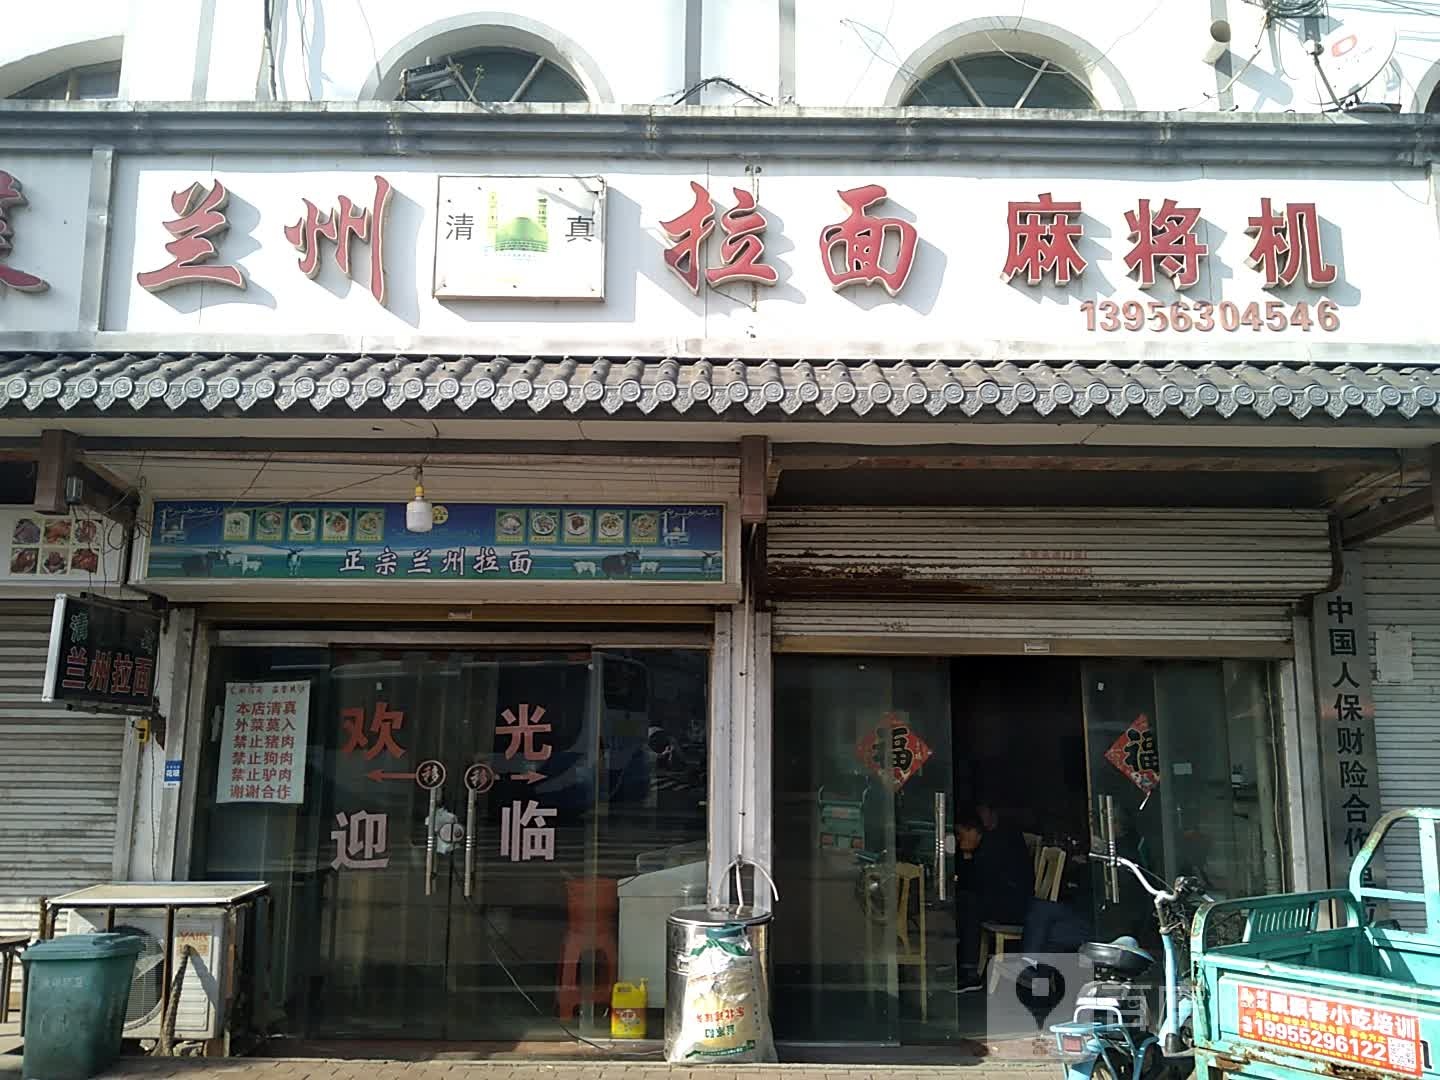 兰州 清真 拉面 麻将机
13956304546
正宗兰州拉面
清
兰州拉面
本店清真
外菜莫入
禁止猪肉
禁止狗肉
禁止驴肉
谢谢合作
欢 光
移 移
迎 临
福 福
中国人保财险合作
飘香小吃培训
19955296122